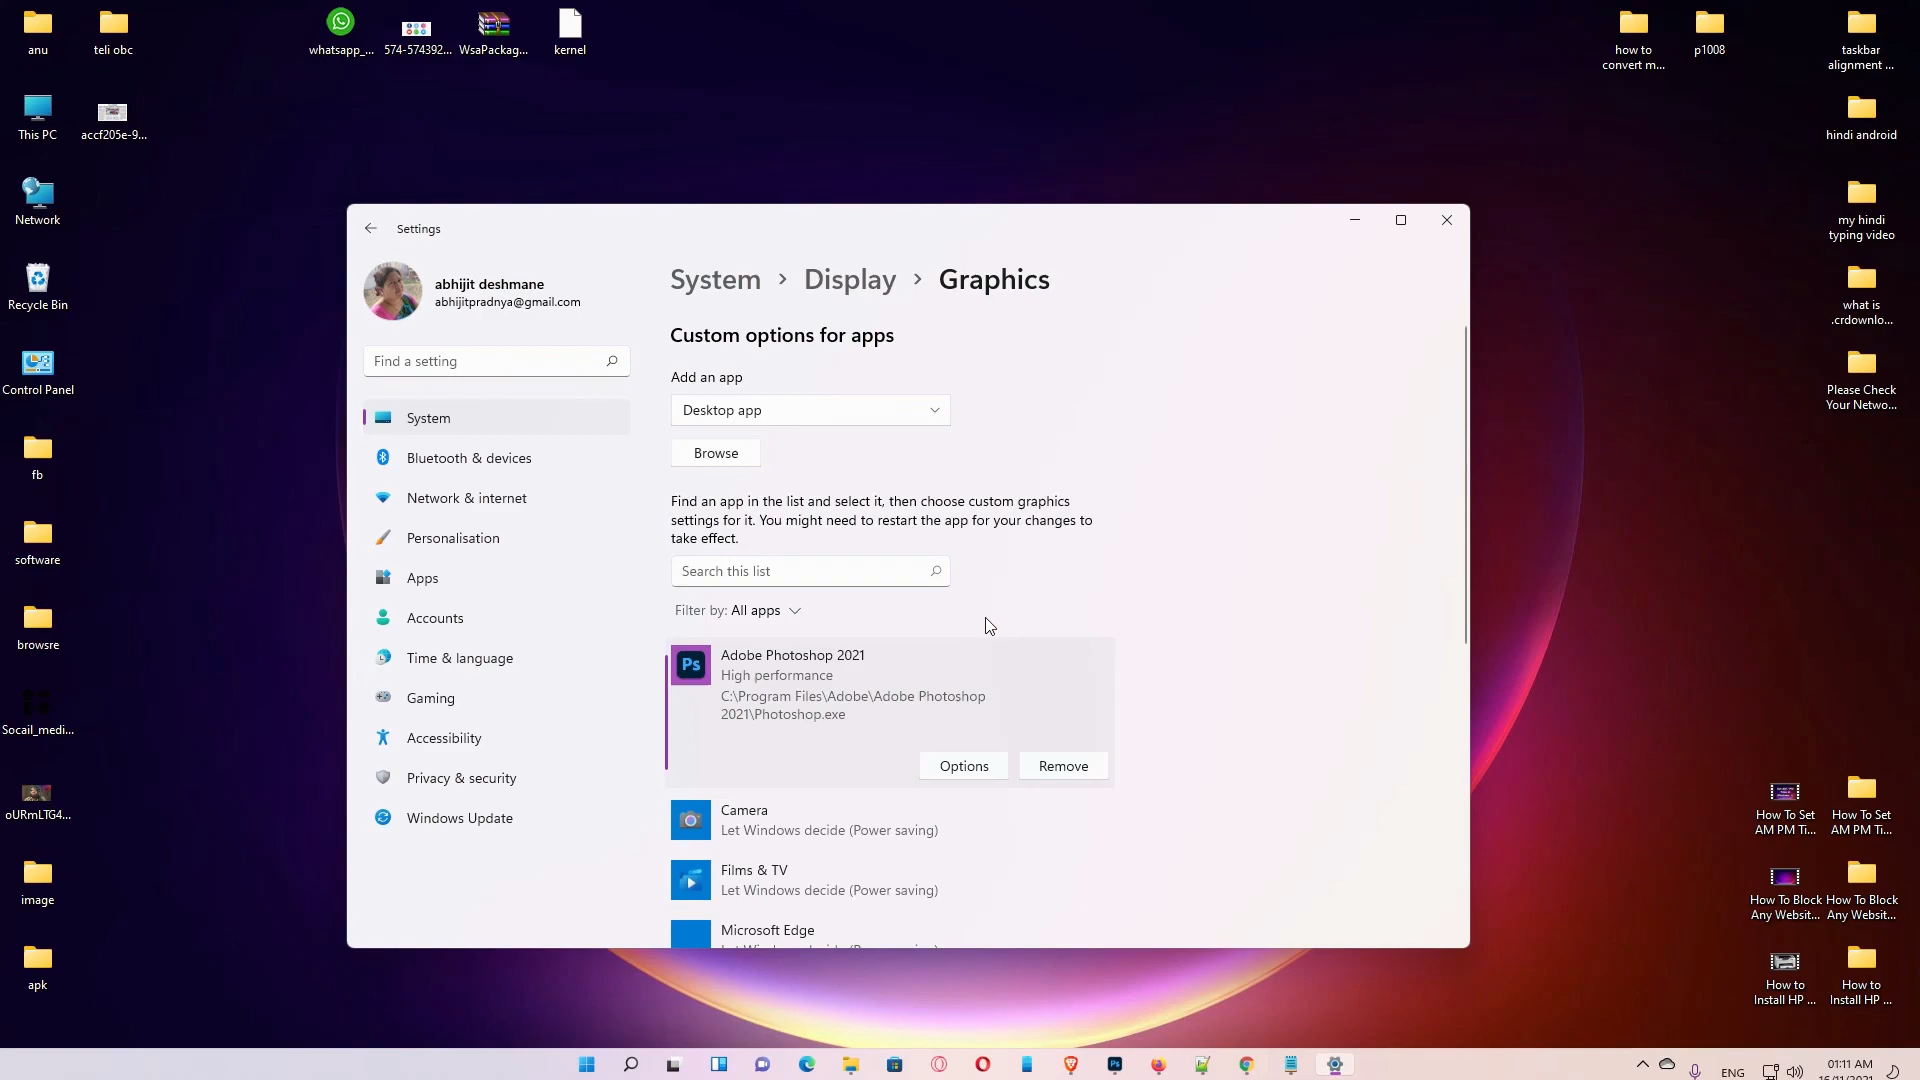 anu
teli obc
whatsapp_...
574-574392...
WsaPackag...
kernel
how to
convert m...
p1008
taskbar
alignment ...
This PC
accf205e-9...
hindi android
Network
my hindi
typing video
Recycle Bin
what is
.crdownlo...
Control Panel
Please Check
Your Netwo...
fb
software
browsre
Socail_medi...
oURmLTG4...
image
apk
Settings
abhijit deshmane
abhijitpradnya@gmail.com
Find a setting
System
Bluetooth & devices
Network & internet
Personalisation
Apps
Accounts
Time & language
Gaming
Accessibility
Privacy & security
Windows Update
System > Display > Graphics
Custom options for apps
Add an app
Desktop app
Browse
Find an app in the list and select it, then choose custom graphics
settings for it. You might need to restart the app for your changes to
take effect.
Search this list
Filter by: All apps
Ps
Adobe Photoshop 2021
High performance
C:\Program Files\Adobe\Adobe Photoshop
2021\Photoshop.exe
Options
Remove
Camera
Let Windows decide (Power saving)
Films & TV
Let Windows decide (Power saving)
Microsoft Edge
Let Windows decide (Power saving)
How To Set
AM PM Ti...
How To Set
AM PM Ti...
How To Block
Any Websit...
How To Block
Any Websit...
How to
Install HP ...
How to
Install HP ...
Ps
ENG
01:11 AM
16/11/2021